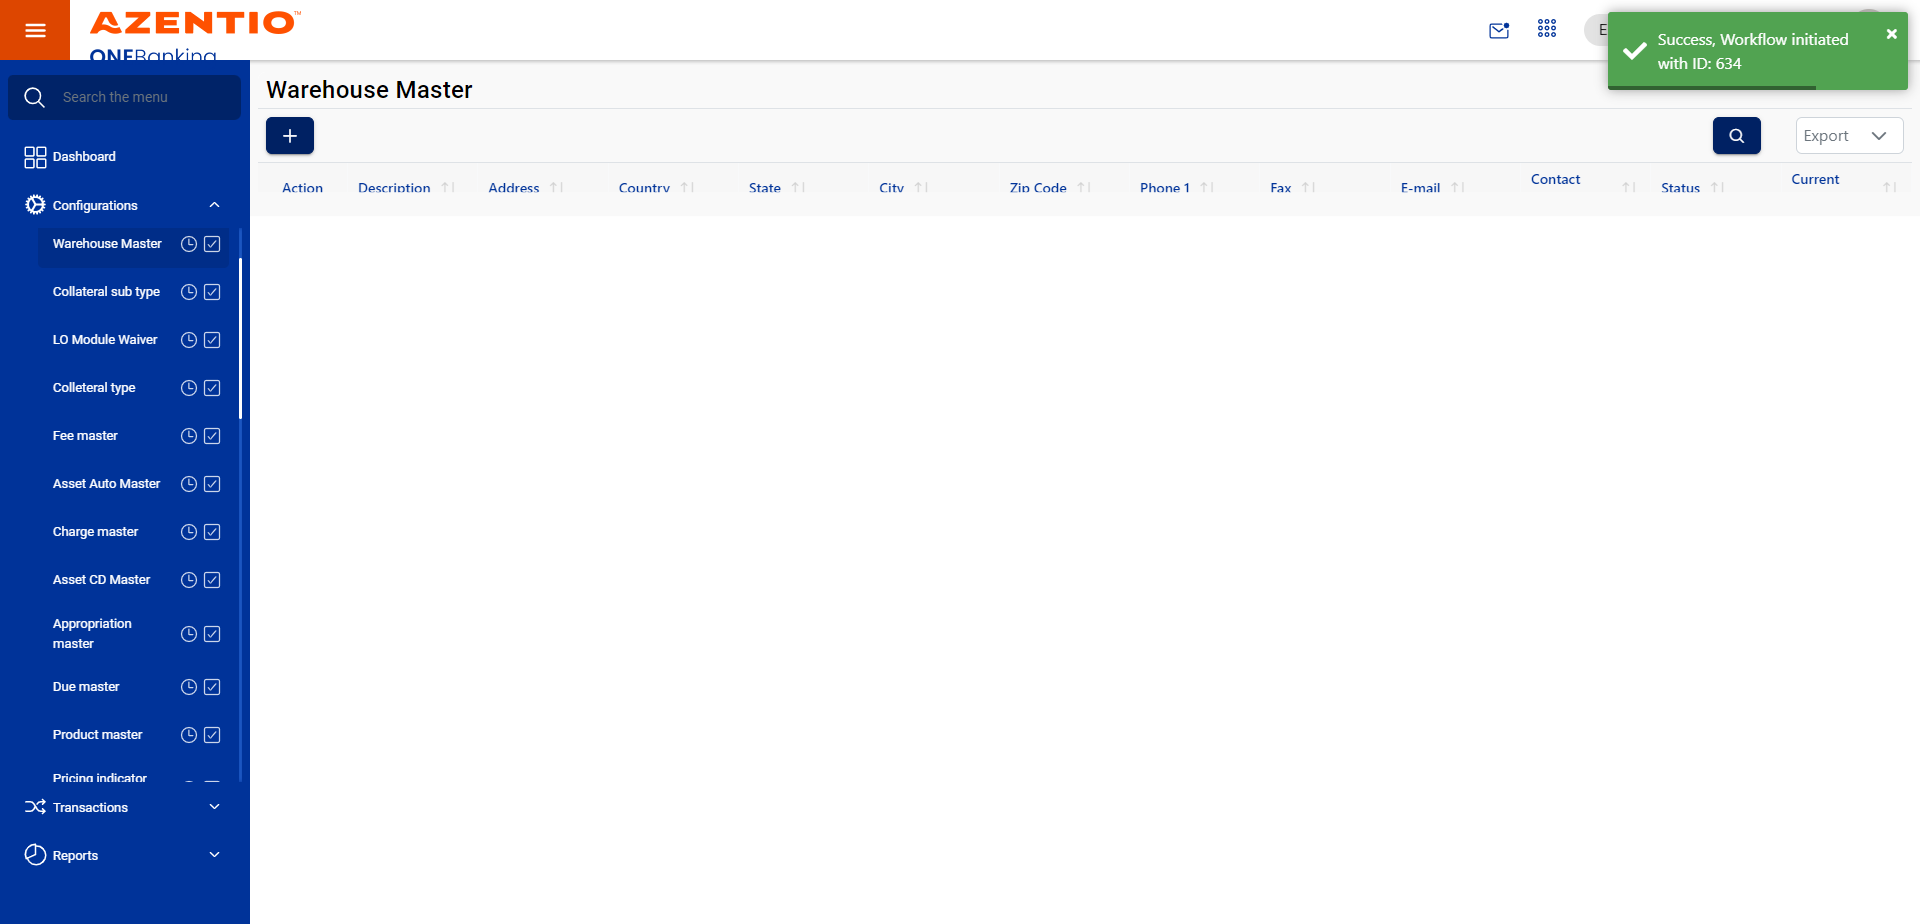 AZENTIO™
ONEBanking
E
Success, Workflow initiated
with ID: 634
Search the menu
Warehouse Master
Export
Dashboard
Action
Description
Address
Country
State
City
Zip Code
Phone 1
Fax
E-mail
Contact
Status
Current
Configurations
Warehouse Master
Collateral sub type
LO Module Waiver
Colleteral type
Fee master
Asset Auto Master
Charge master
Asset CD Master
Appropriation
master
Due master
Product master
Pricing indicator
Transactions
Reports